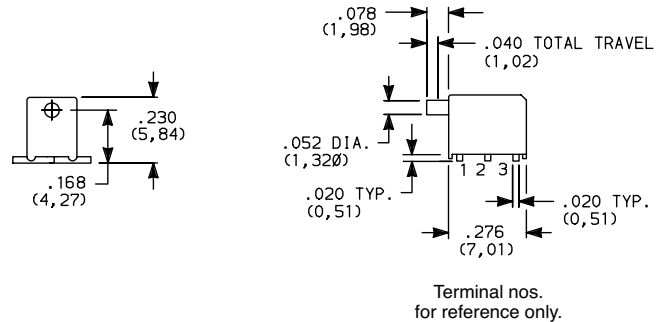 .078
(1,98)
.040 TOTAL TRAVEL
(1,02)
.230
(5,84)
.168
(4,27)
.052 DIA.
(1,32Ø)
.020 TYP.
(0,51)
1 2 3
.020 TYP.
(0,51)
.276
(7,01)
Terminal nos.
for reference only.